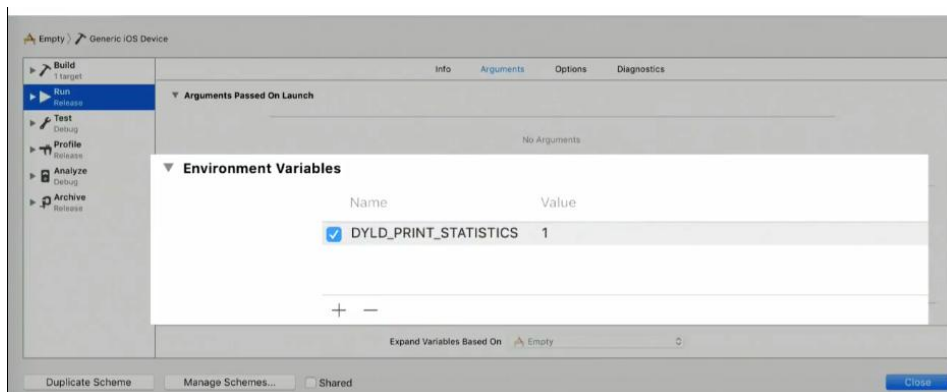 Empty 〉 Generic iOS Device
Build
1 target
Run
Release
Test
Debug
Profile
Release
Analyze
Debug
Archive
Release
Info Arguments Options Diagnostics
Arguments Passed On Launch
No Arguments
Environment Variables
Name Value
DYLD_PRINT_STATISTICS 1
Expand Variables Based On Empty
Duplicate Scheme Manage Schemes... Shared Close